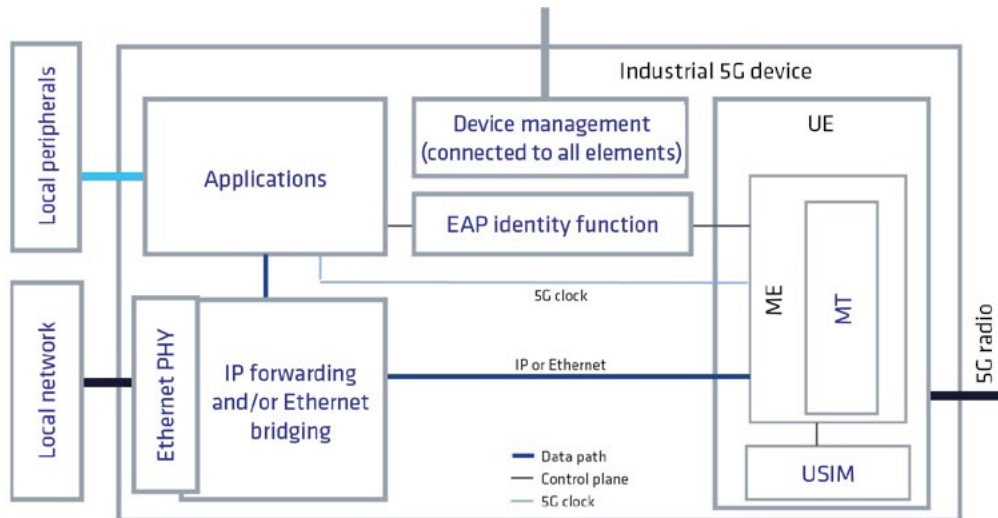 Industrial 5G device
Local peripherals
Applications
Device management
(connected to all elements)
UE
EAP identity function
5G clock
ME
MT
Local network
Ethernet PHY
IP forwarding
and/or Ethernet
bridging
IP or Ethernet
5G radio
Data path
Control plane
5G clock
USIM